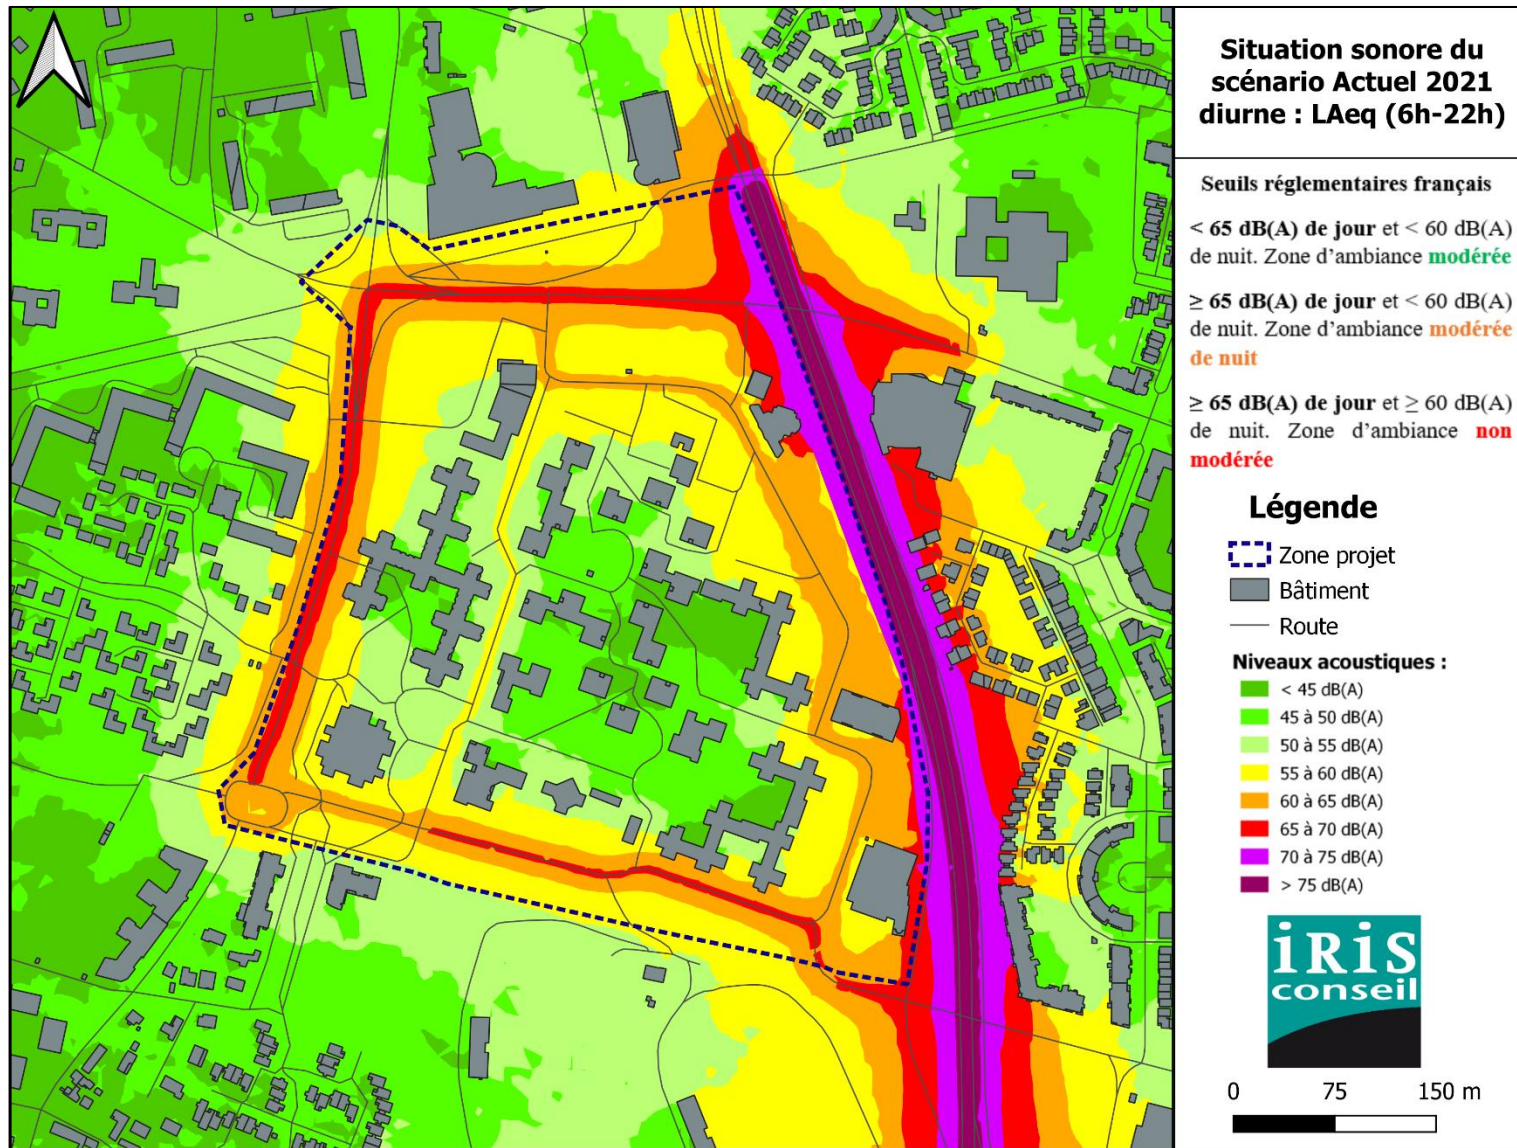 Situation sonore du
scénario Actuel 2021
diurne : LAeq (6h-22h)
Seuils réglementaires français
< 65 dB(A) de jour et < 60 dB(A)
de nuit. Zone d’ambiance modérée
≥ 65 dB(A) de jour et < 60 dB(A)
de nuit. Zone d’ambiance modérée
de nuit
≥ 65 dB(A) de jour et ≥ 60 dB(A)
de nuit. Zone d’ambiance non
modérée
Légende
Zone projet
Bâtiment
Route
Niveaux acoustiques :
< 45 dB(A)
45 à 50 dB(A)
50 à 55 dB(A)
55 à 60 dB(A)
60 à 65 dB(A)
65 à 70 dB(A)
70 à 75 dB(A)
> 75 dB(A)
iRiS
conseil
0 75 150 m